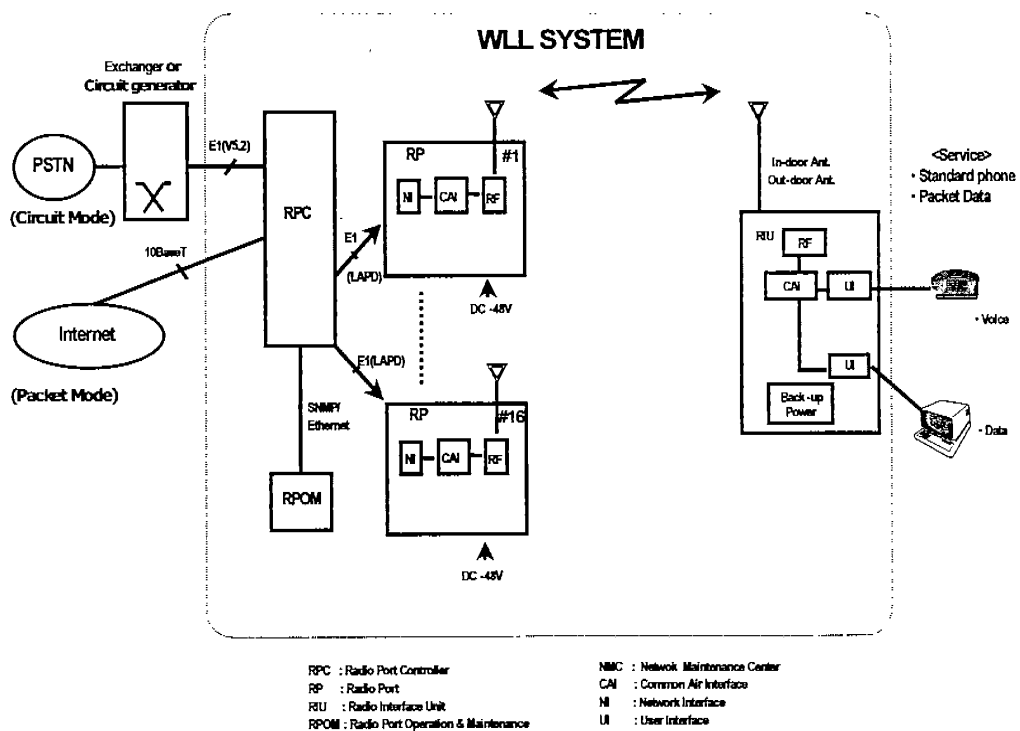 WLL SYSTEM
Exchanger or
Circuit generator
PSTN
(Circuit Mode)
E1(V5.2)
10BaseT
Internet
(Packet Mode)
RPC
E1
(LAPD)
E1(LAPD)
SNMP/
Ethernet
RPOM
RP
#1
NI
CAI
RF
DC -48V
RP
#16
NI
CAI
RF
DC -48V
In-door Ant.
Out-door Ant.
RIU
RF
CAI
UI
UI
Back-up
Power
<Service>
· Standard phone
· Packet Data
· Voice
· Data
RPC : Radio Port Controller
RP : Radio Port
RIU : Radio Interface Unit
RPOM : Radio Port Operation & Maintenance
NMC : Netwok Maintenance Center
CAI : Common Air Interface
NI : Network Interface
UI : User Interface